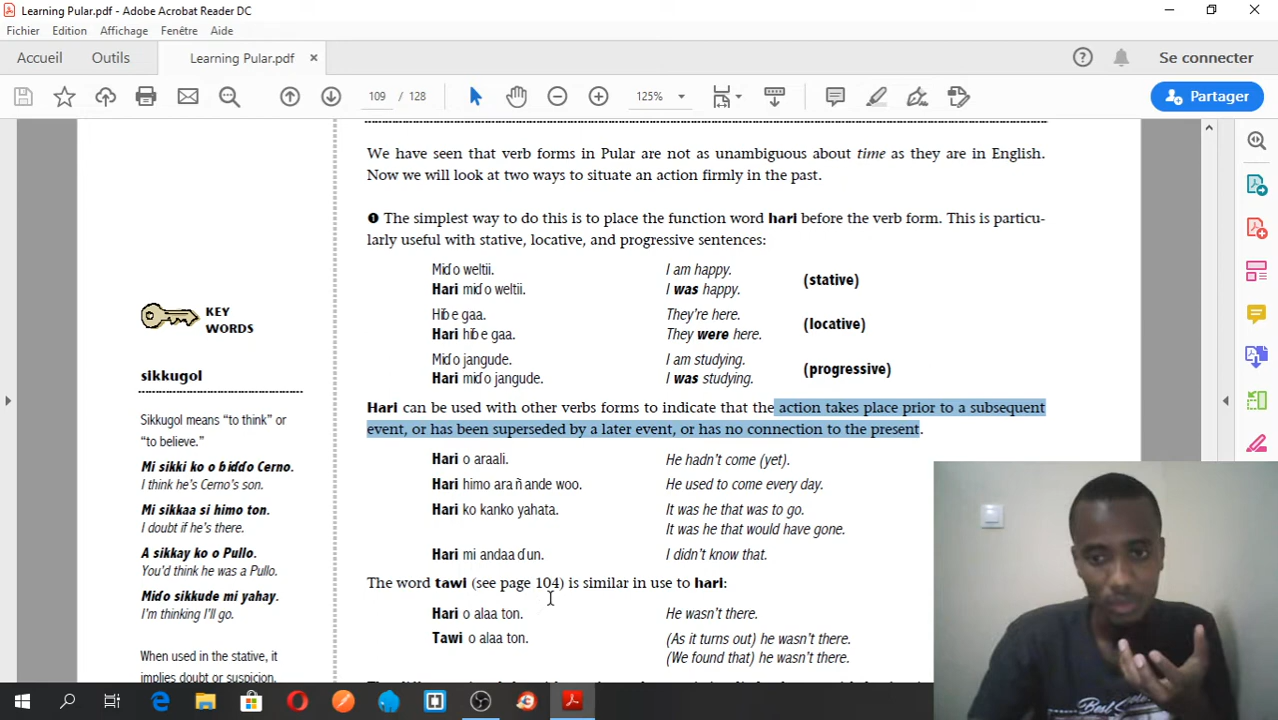 Learning Pular.pdf - Adobe Acrobat Reader DC
Fichier Edition Affichage Fenêtre Aide
Accueil Outils Learning Pular.pdf × ? Se connecter
109 / 128 125% Partager
We have seen that verb forms in Pular are not as unambiguous about time as they are in English.
Now we will look at two ways to situate an action firmly in the past.
❶ The simplest way to do this is to place the function word hari before the verb form. This is particu-
larly useful with stative, locative, and progressive sentences:
Miɗo weltii. I am happy.
(stative)
Hari miɗo weltii. I was happy.
Hiɓe gaa. They're here.
(locative)
Hari hiɓe gaa. They were here.
Miɗo jangude. I am studying.
(progressive)
Hari miɗo jangude. I was studying.
Hari can be used with other verbs forms to indicate that the action takes place prior to a subsequent
event, or has been superseded by a later event, or has no connection to the present.
Hari o araali. He hadn't come (yet).
Hari himo ara ñande woo. He used to come every day.
Hari ko kanko yahata. It was he that was to go.
It was he that would have gone.
Hari mi andaa ɗun. I didn't know that.
The word tawi (see page 104) is similar in use to hari:
Hari o alaa ton. He wasn't there.
Tawi o alaa ton. (As it turns out) he wasn't there.
(We found that) he wasn't there.
KEY
WORDS
sikkugol
Sikkugol means "to think" or
"to believe."
Mi sikki ko o biɗɗo Cerno.
I think he's Cerno's son.
Mi sikkaa si himo ton.
I doubt if he's there.
A sikkay ko o Pullo.
You'd think he was a Pullo.
Miɗo sikkude mi yahay.
I'm thinking I'll go.
When used in the stative, it
implies doubt or suspicion.